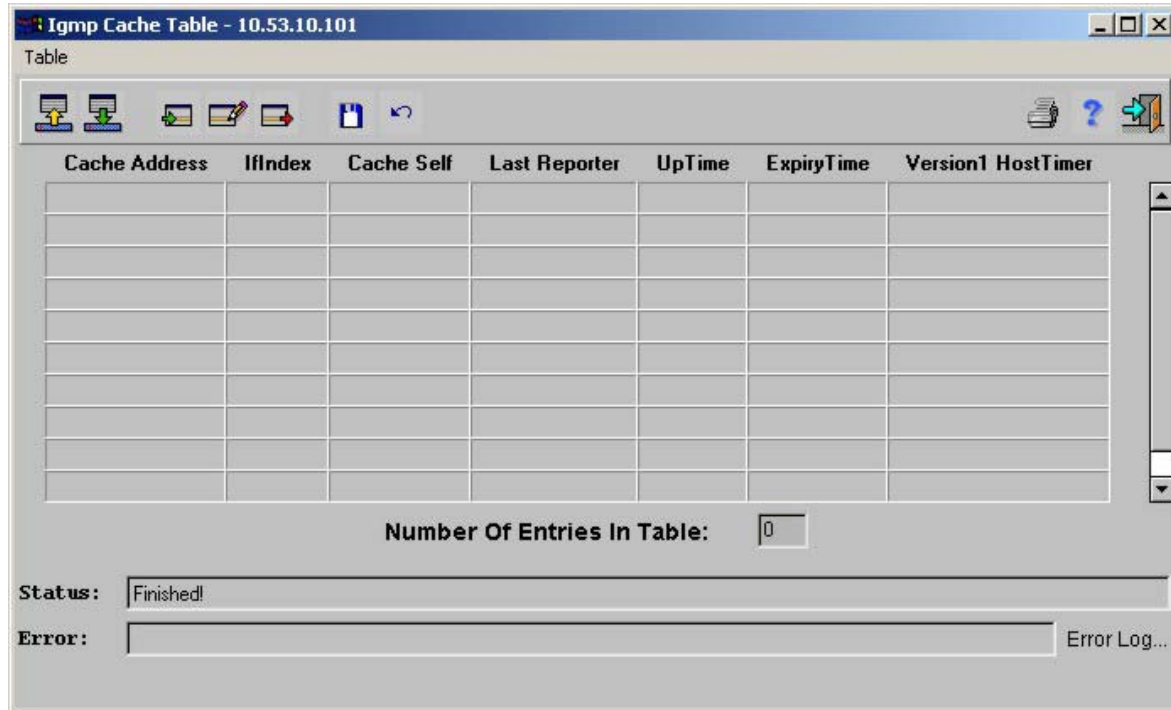 Igmp Cache Table - 10.53.10.101
Table
Cache Address IfIndex Cache Self Last Reporter UpTime ExpiryTime Version1 HostTimer
Number Of Entries In Table: 0
Status: Finished!
Error: Error Log...